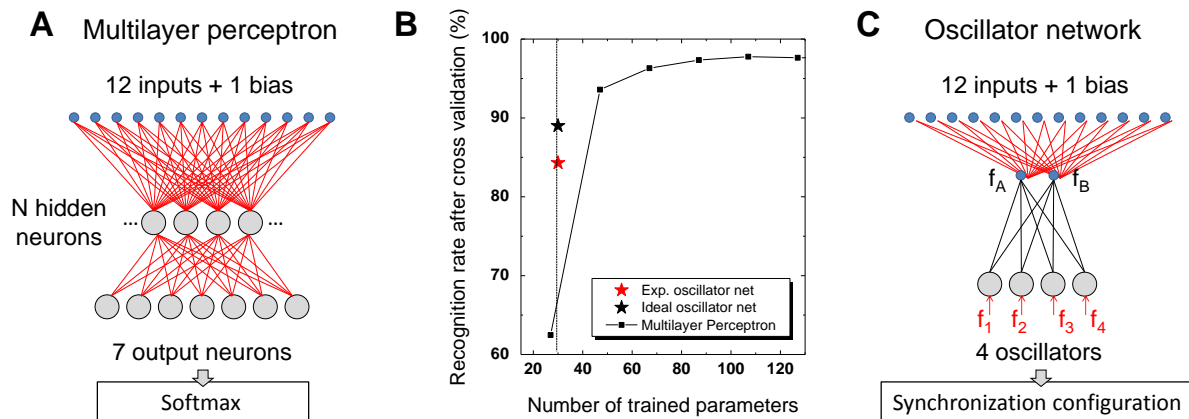 A Multilayer perceptron
12 inputs + 1 bias
N hidden
neurons
...
...
7 output neurons
Softmax
B
Recognition rate after cross validation (%)
100
90
80
70
60
Exp. oscillator net
Ideal oscillator net
Multilayer Perceptron
20 40 60 80 100 120
Number of trained parameters
C Oscillator network
12 inputs + 1 bias
fA fB
f1 f2 f3 f4
4 oscillators
Synchronization configuration